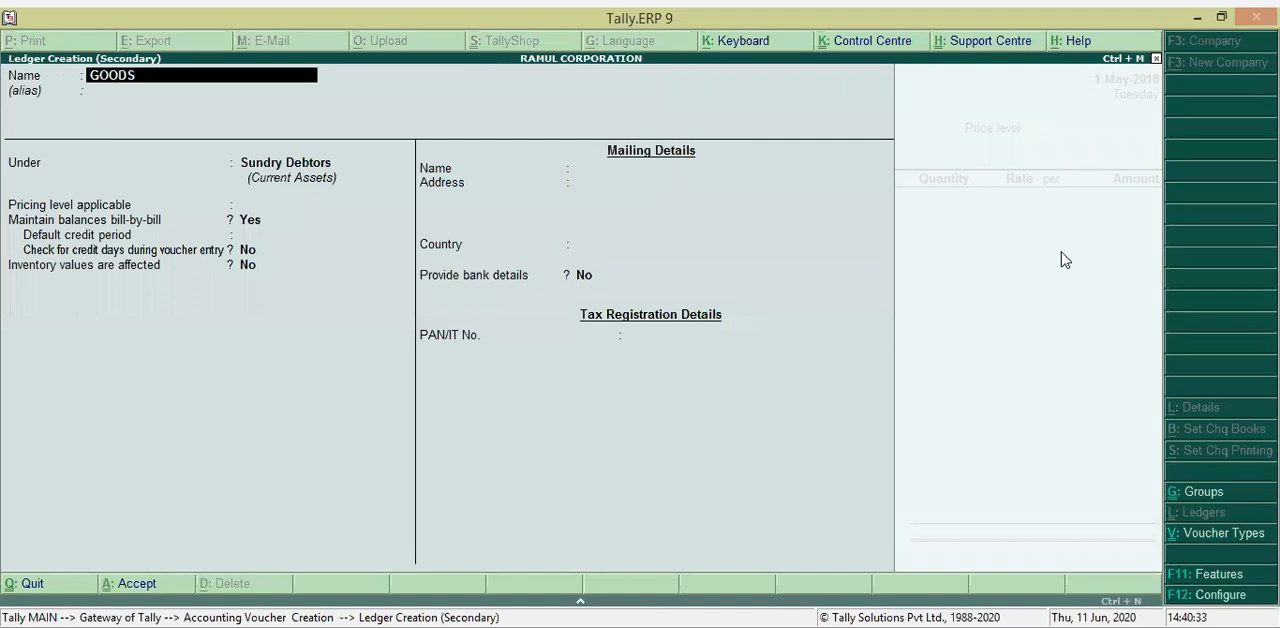 Tally.ERP 9
P: Print E: Export M: E-Mail O: Upload S: TallyShop G: Language K: Keyboard K: Control Centre H: Support Centre H: Help
F3: Company
Ledger Creation (Secondary) RAMUL CORPORATION Ctrl + M
F3: New Company
Name : GOODS
(alias) :
1-May-2018
Tuesday
Price level
Quantity Rate per Amount
Under : Sundry Debtors
(Current Assets)
Pricing level applicable :
Maintain balances bill-by-bill ? Yes
Default credit period :
Check for credit days during voucher entry ? No
Inventory values are affected ? No
Mailing Details
Name :
Address :
Country :
Provide bank details ? No
Tax Registration Details
PAN/IT No. :
L: Details
B: Set Chq Books
S: Set Chq Printing
G: Groups
L: Ledgers
V: Voucher Types
F11: Features
F12: Configure
Q: Quit A: Accept D: Delete
Ctrl + N
Tally MAIN --> Gateway of Tally --> Accounting Voucher Creation --> Ledger Creation (Secondary) © Tally Solutions Pvt Ltd., 1988-2020 Thu, 11 Jun, 2020 14:40:33